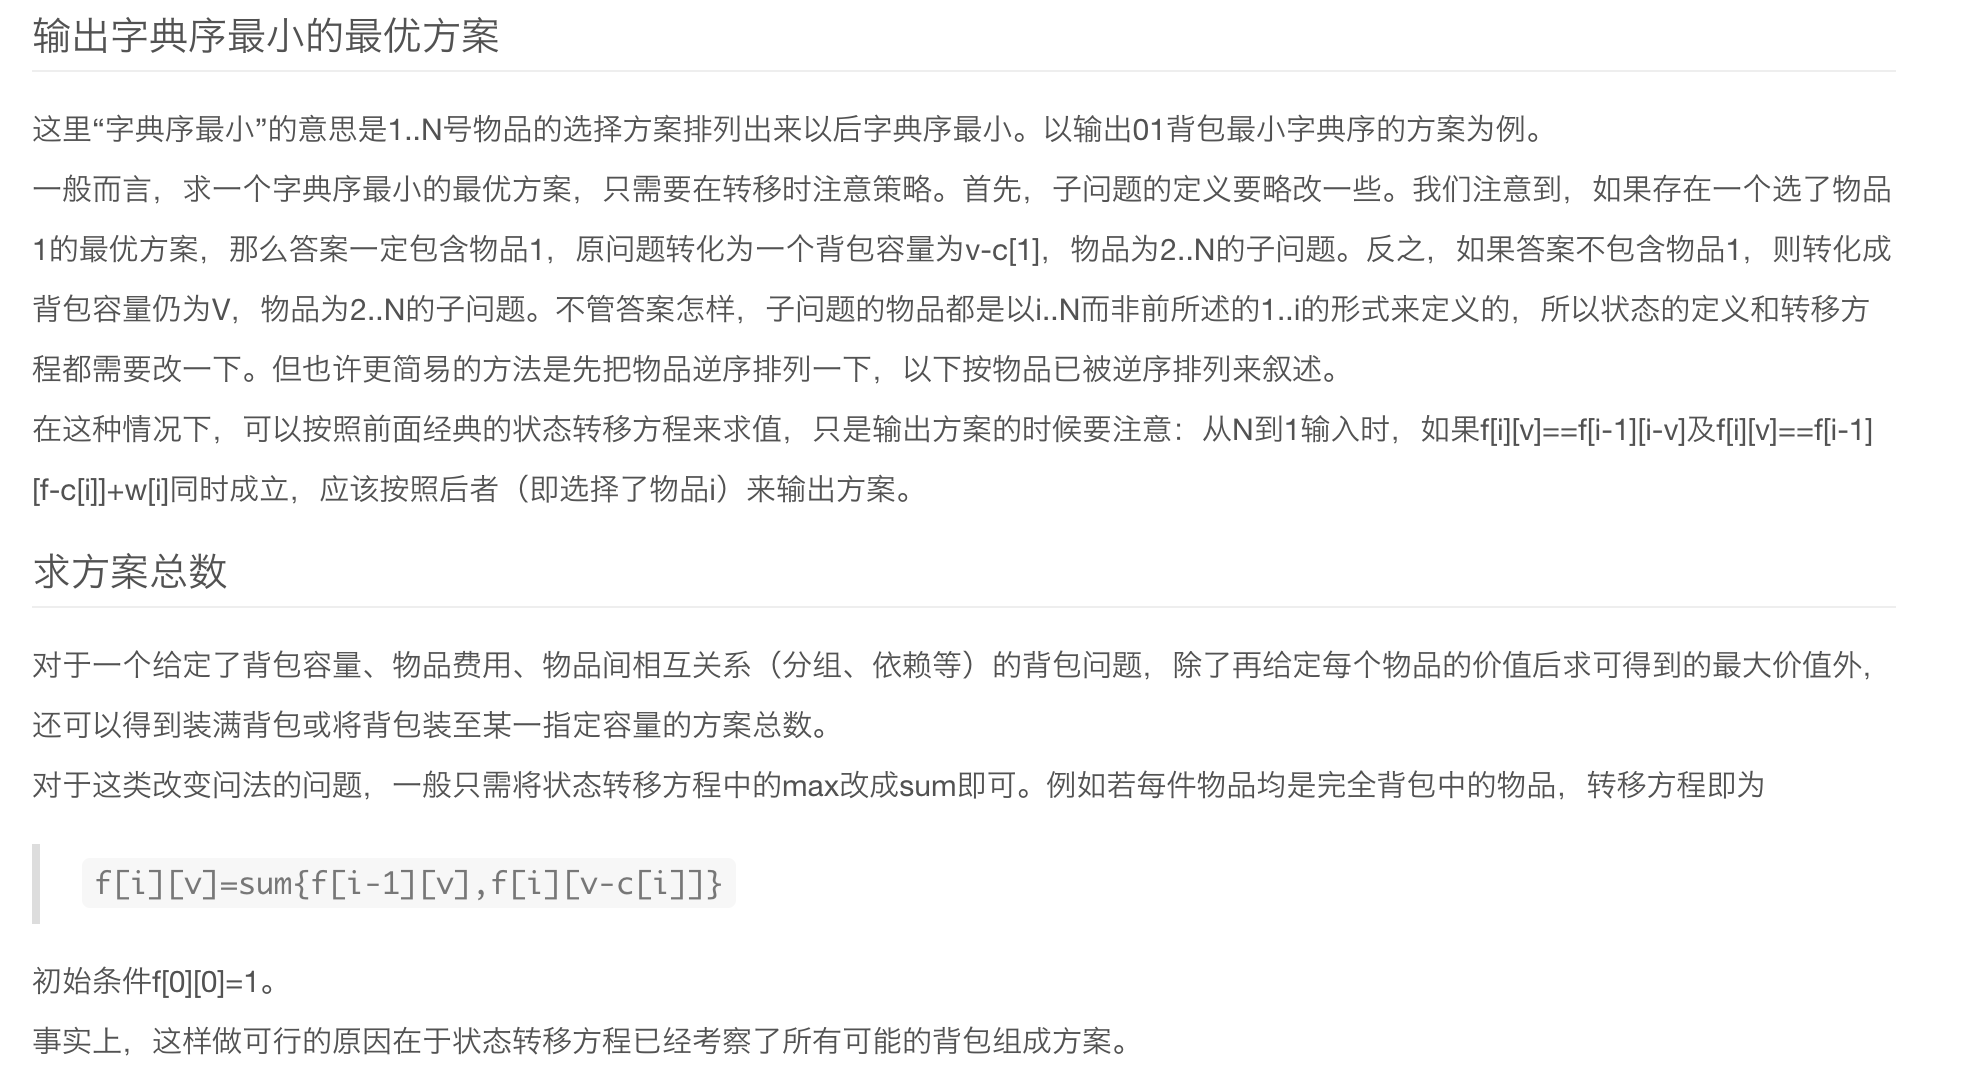 输出字典序最小的最优方案
这里“字典序最小”的意思是1..N号物品的选择方案排列出来以后字典序最小。以输出01背包最小字典序的方案为例。
一般而言，求一个字典序最小的最优方案，只需要在转移时注意策略。首先，子问题的定义要略改一些。我们注意到，如果存在一个选了物品
1的最优方案，那么答案一定包含物品1，原问题转化为一个背包容量为v-c[1]，物品为2..N的子问题。反之，如果答案不包含物品1，则转化成
背包容量仍为V，物品为2..N的子问题。不管答案怎样，子问题的物品都是以i..N而非前所述的1..i的形式来定义的，所以状态的定义和转移方
程都需要改一下。但也许更简易的方法是先把物品逆序排列一下，以下按物品已被逆序排列来叙述。
在这种情况下，可以按照前面经典的状态转移方程来求值，只是输出方案的时候要注意：从N到1输入时，如果f[i][v]==f[i-1][i-v]及f[i][v]==f[i-1]
[f-c[i]]+w[i]同时成立，应该按照后者（即选择了物品i）来输出方案。
求方案总数
对于一个给定了背包容量、物品费用、物品间相互关系（分组、依赖等）的背包问题，除了再给定每个物品的价值后求可得到的最大价值外，
还可以得到装满背包或将背包装至某一指定容量的方案总数。
对于这类改变问法的问题，一般只需将状态转移方程中的max改成sum即可。例如若每件物品均是完全背包中的物品，转移方程即为
f[i][v]=sum{f[i-1][v],f[i][v-c[i]]}
初始条件f[0][0]=1。
事实上，这样做可行的原因在于状态转移方程已经考察了所有可能的背包组成方案。